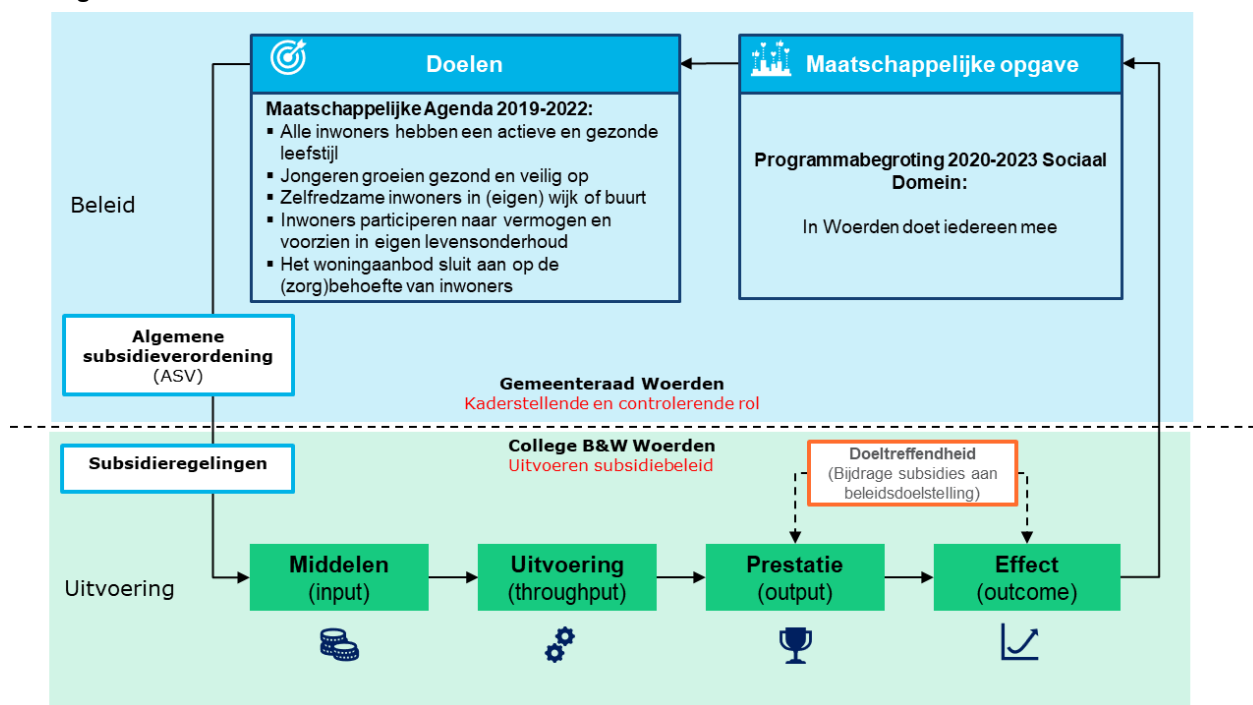 Doelen
Maatschappelijke opgave
Maatschappelijke Agenda 2019-2022:
▪ Alle inwoners hebben een actieve en gezonde
leefstijl
▪ Jongeren groeien gezond en veilig op
▪ Zelfredzame inwoners in (eigen) wijk of buurt
▪ Inwoners participeren naar vermogen en
voorzien in eigen levensonderhoud
▪ Het woningaanbod sluit aan op de
(zorg)behoefte van inwoners
Programmabegroting 2020-2023 Sociaal
Domein:
In Woerden doet iedereen mee
Beleid
Algemene
subsidieverordening
(ASV)
Gemeenteraad Woerden
Kaderstellende en controlerende rol
College B&W Woerden
Uitvoeren subsidiebeleid
Subsidieregelingen
Doeltreffendheid
(Bijdrage subsidies aan
beleidsdoelstelling)
Uitvoering
Middelen
(input)
Uitvoering
(throughput)
Prestatie
(output)
Effect
(outcome)